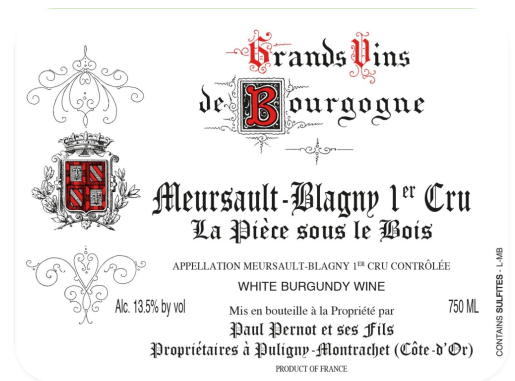 Grands Vins
de Bourgogne
Meursault-Blagny 1er Cru
La Pièce sous le Bois
APPELLATION MEURSAULT-BLAGNY 1ER CRU CONTRÔLÉE
WHITE BURGUNDY WINE
Alc. 13.5% by vol
Mis en bouteille à la Propriété par
750 ML
Paul Pernot et ses Fils
Propriétaires à Puligny-Montrachet (Côte-d'Or)
PRODUCT OF FRANCE
CONTAINS SULFITES - L-MB